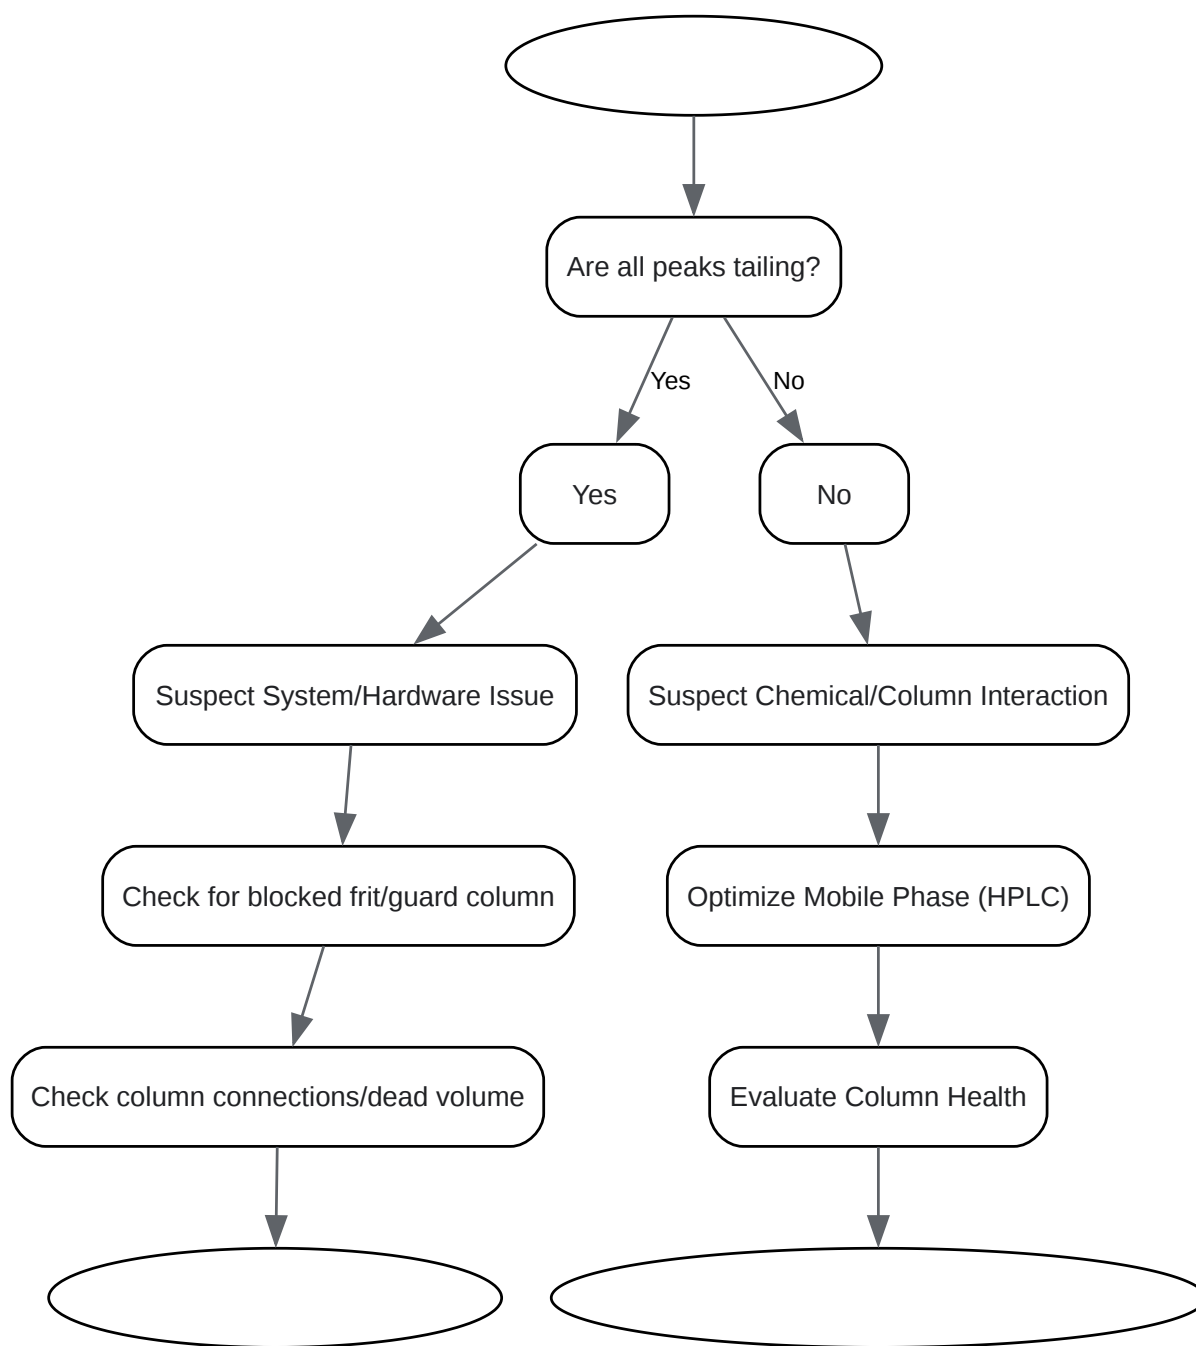 Are all peaks tailing?
Yes
No
Yes
No
Suspect System/Hardware Issue
Suspect Chemical/Column Interaction
Check for blocked frit/guard column
Optimize Mobile Phase (HPLC)
Check column connections/dead volume
Evaluate Column Health